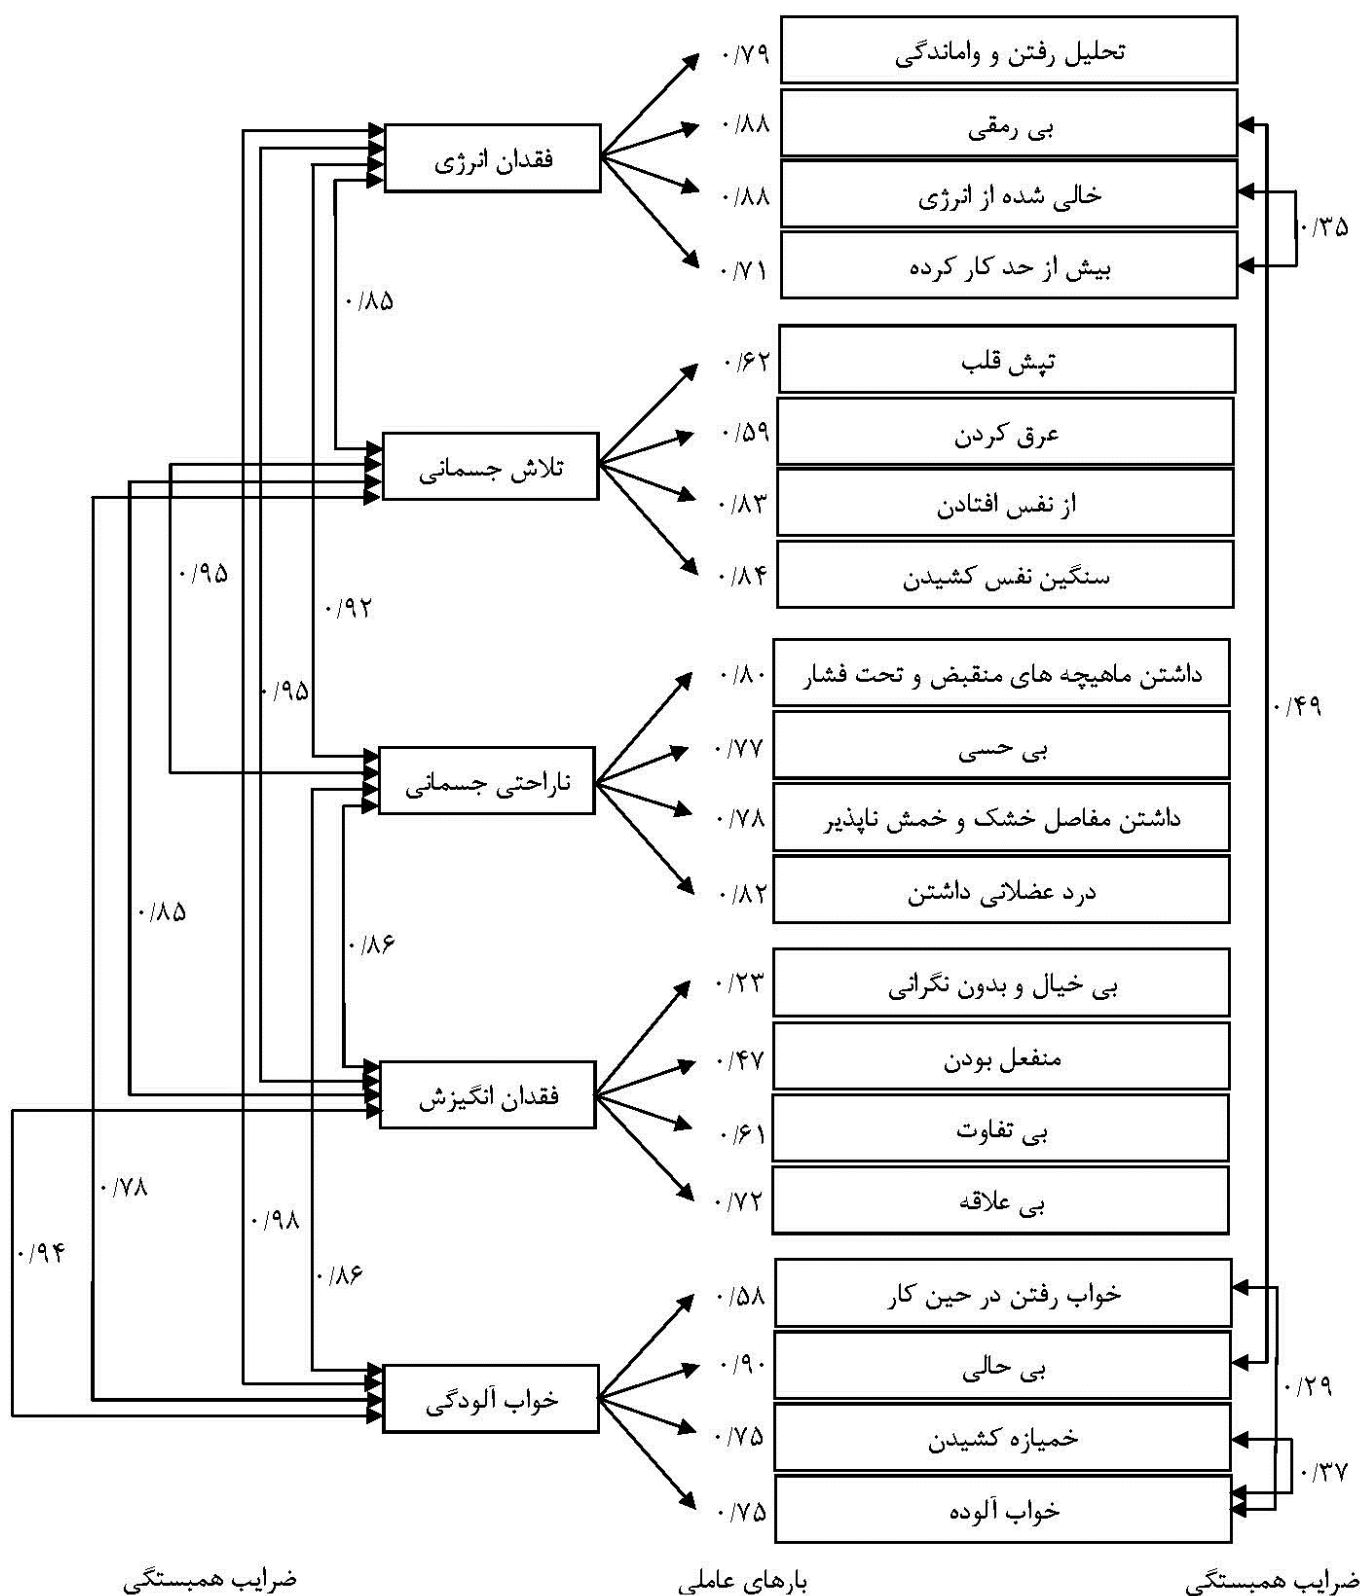 تحلیل رفتن و واماندگی
۰/۷۹
بی رمقی
۰/۸۸
فقدان انرژی
خالی شده از انرژی
۰/۸۸
۰/۳۵
بیش از حد کار کرده
۰/۷۱
۰/۸۵
تپش قلب
۰/۶۲
عرق کردن
۰/۵۹
تلاش جسمانی
از نفس افتادن
۰/۸۳
سنگین نفس کشیدن
۰/۸۴
۰/۹۵
۰/۹۲
داشتن ماهیچه های منقبض و تحت فشار
۰/۸۰
۰/۹۵
۰/۴۹
بی حسی
۰/۷۷
ناراحتی جسمانی
داشتن مفاصل خشک و خمش ناپذیر
۰/۷۸
درد عضلانی داشتن
۰/۸۲
۰/۸۵
۰/۸۶
بی خیال و بدون نگرانی
۰/۲۳
منفعل بودن
۰/۴۷
فقدان انگیزش
بی تفاوت
۰/۶۱
بی علاقه
۰/۷۲
۰/۷۸
۰/۹۸
۰/۹۴
۰/۸۶
خواب رفتن در حین کار
۰/۵۸
بی حالی
۰/۹۰
۰/۲۹
خواب آلودگی
خمیازه کشیدن
۰/۷۵
۰/۳۷
خواب آلوده
۰/۷۵
ضرایب همبستگی
بارهای عاملی
ضرایب همبستگی